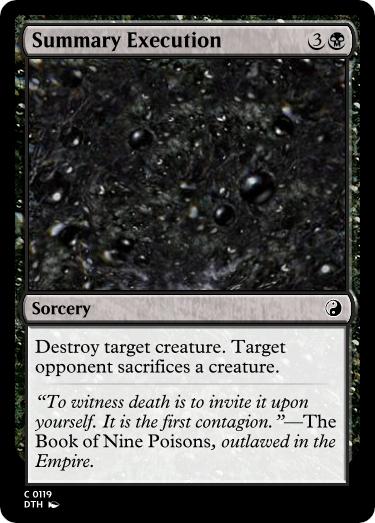 Summary Execution 3
Sorcery
Destroy target creature. Target
opponent sacrifices a creature.
“To witness death is to invite it upon
yourself. It is the first contagion.”—The
Book of Nine Poisons, outlawed in the
Empire.
C 0119
DTH